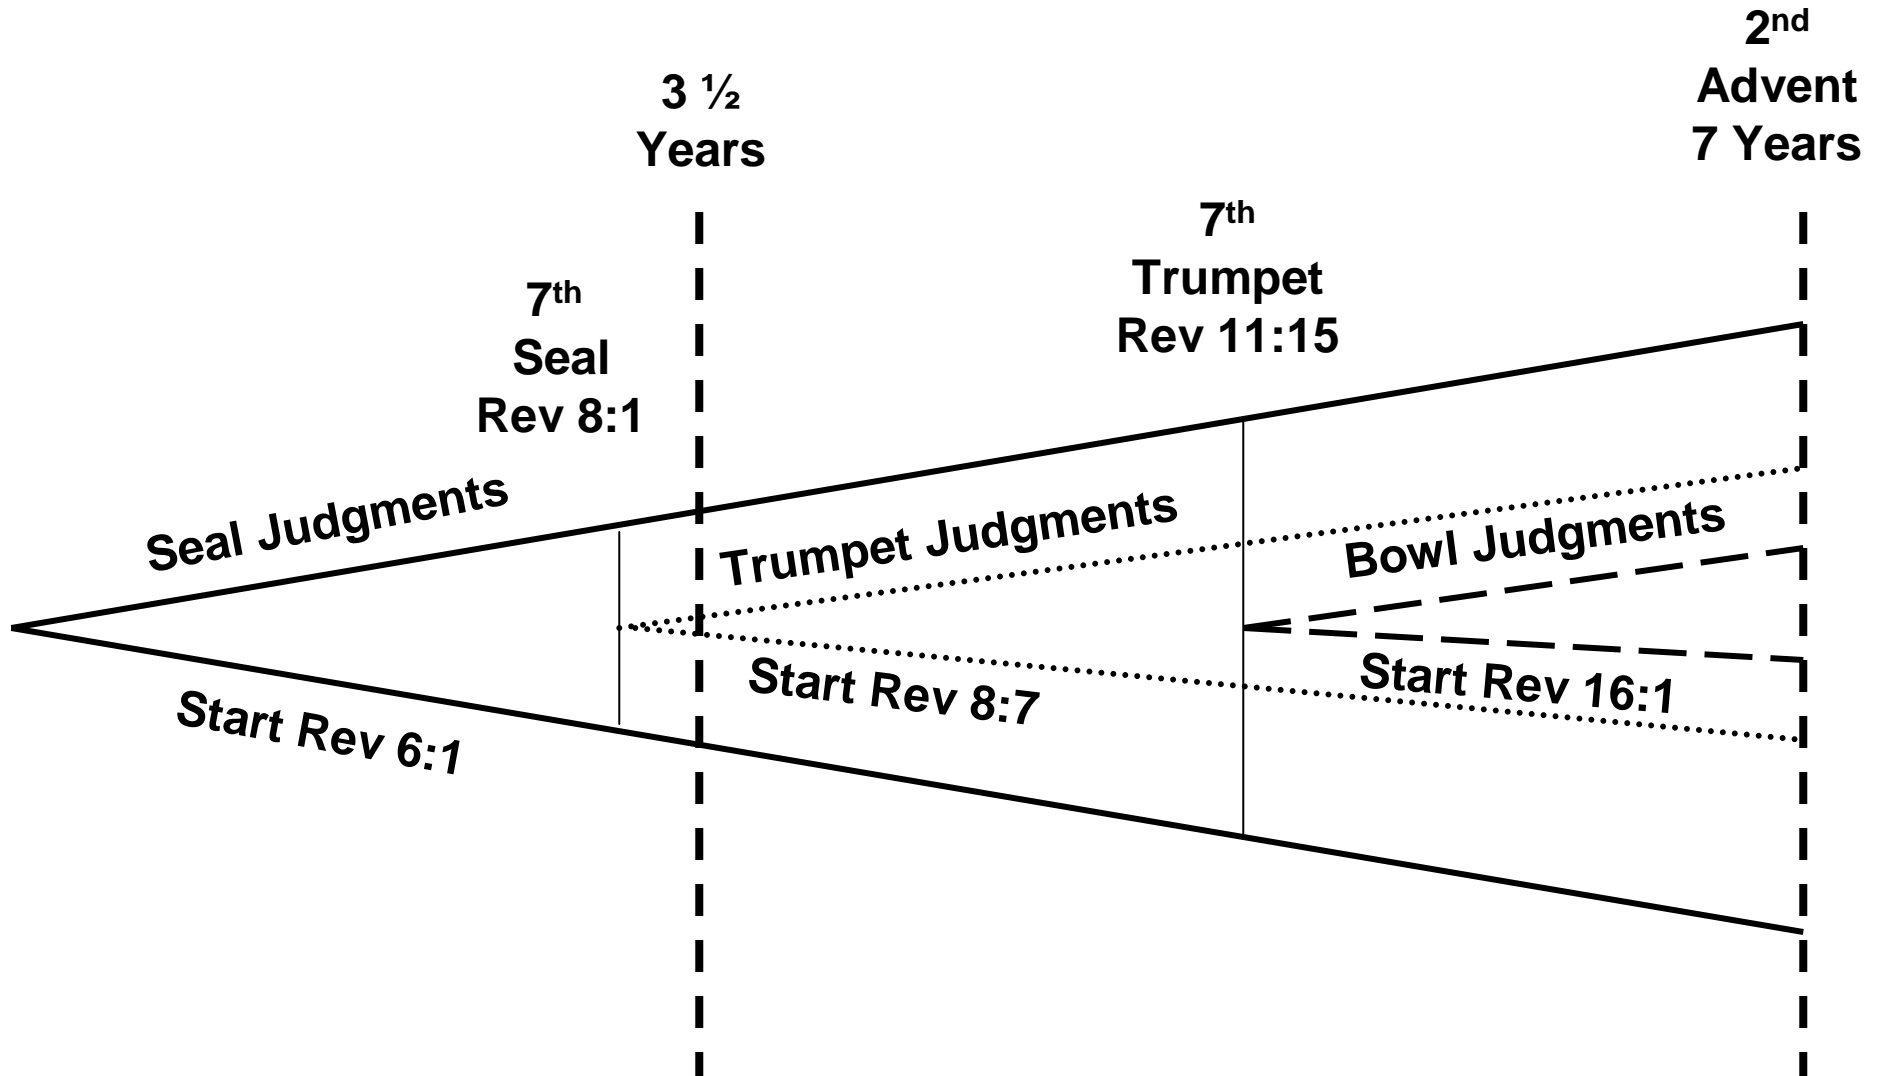 2nd
Advent
7 Years
3 ½
Years
7th
Trumpet
Rev 11:15
7th
Seal
Rev 8:1
Seal Judgments
Trumpet Judgments
Bowl Judgments
Start Rev 6:1
Start Rev 8:7
Start Rev 16:1